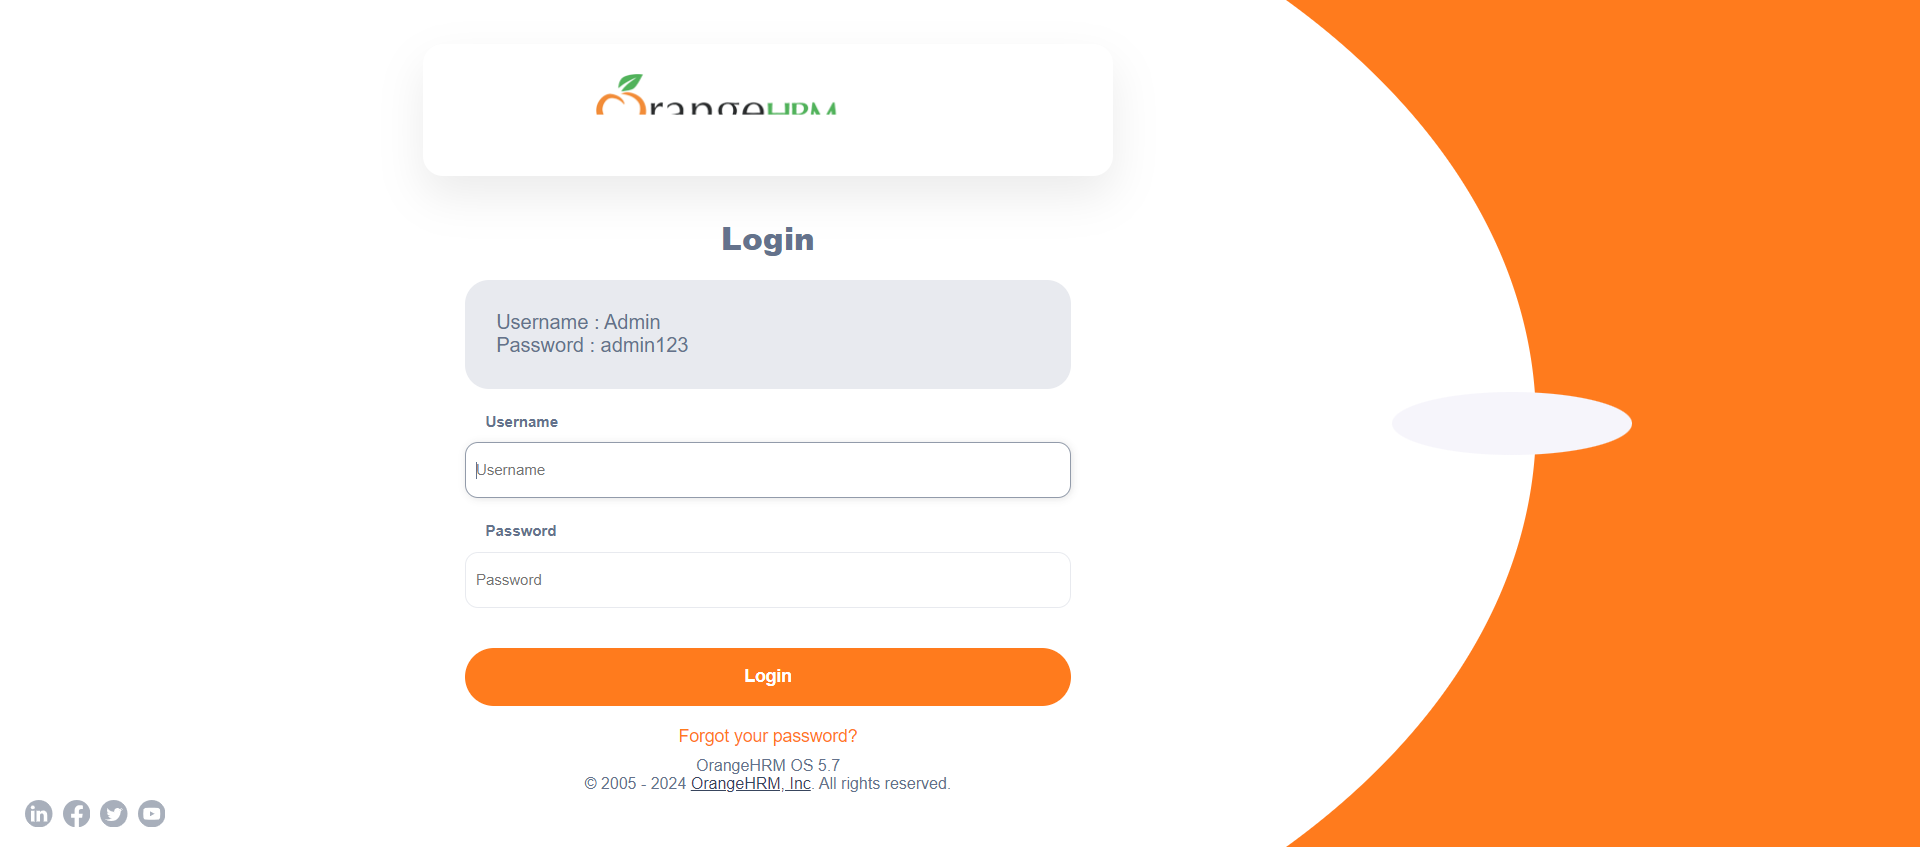 OrangeHRM
Login
Username : Admin
Password : admin123
Username
Username
Password
Password
Login
Forgot your password?
OrangeHRM OS 5.7
© 2005 - 2024 OrangeHRM, Inc. All rights reserved.